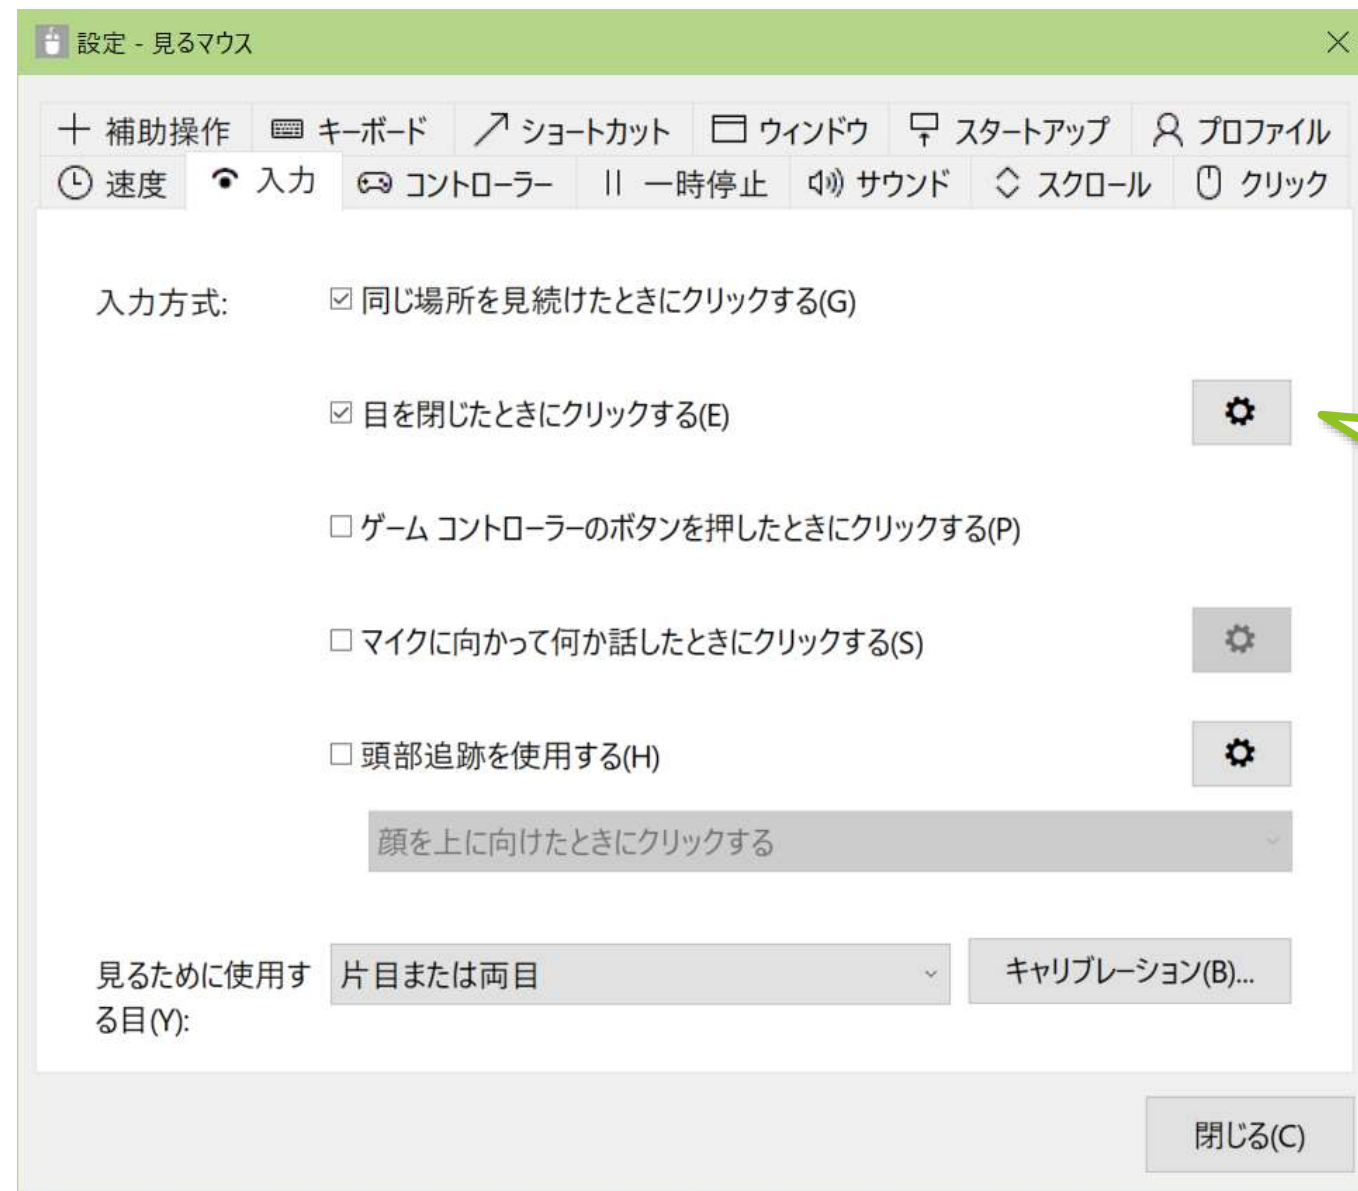 設定 - 見るマウス
補助操作 キーボード ショートカット ウィンドウ スタートアップ プロファイル
速度 入力 コントローラー 一時停止 サウンド スクロール クリック
入力方式: 同じ場所を見続けたときにクリックする(G)
目を閉じたときにクリックする(E)
ゲーム コントローラーのボタンを押したときにクリックする(P)
マイクに向かって何か話したときにクリックする(S)
頭部追跡を使用する(H)
顔を上に向けたときにクリックする
見るために使用す 片目または両目 キャリブレーション(B)...
る目(Y):
閉じる(C)